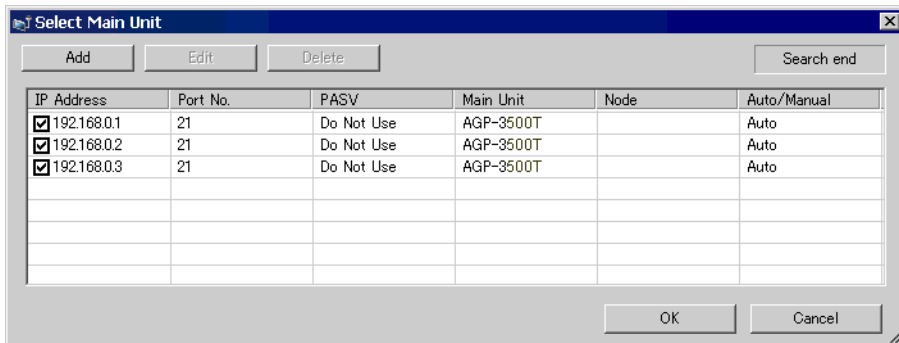 Select Main Unit
Add Edit Delete Search end
IP Address Port No. PASV Main Unit Node Auto/Manual
192.168.0.1 21 Do Not Use AGP-3500T Auto
192.168.0.2 21 Do Not Use AGP-3500T Auto
192.168.0.3 21 Do Not Use AGP-3500T Auto
OK Cancel